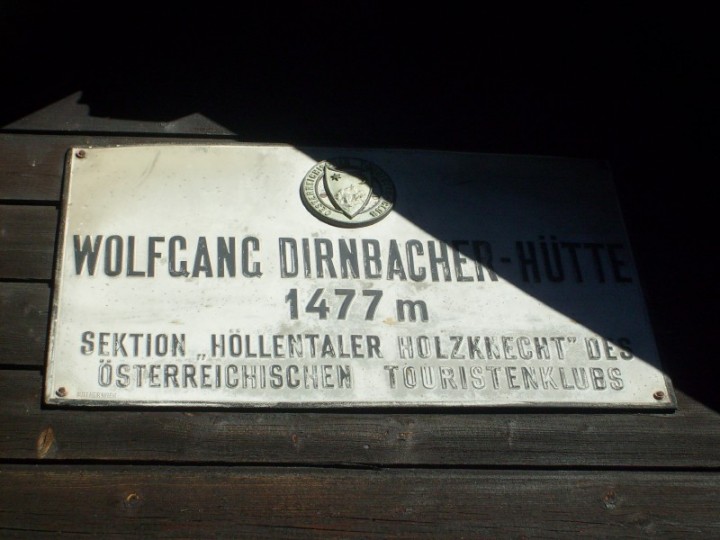 WOLFGANG DIRNBACHER-HÜTTE
1477 m
SEKTION „HÖLLENTALER HOLZKNECHT" DES
ÖSTERREICHISCHEN TOURISTENKLUBS